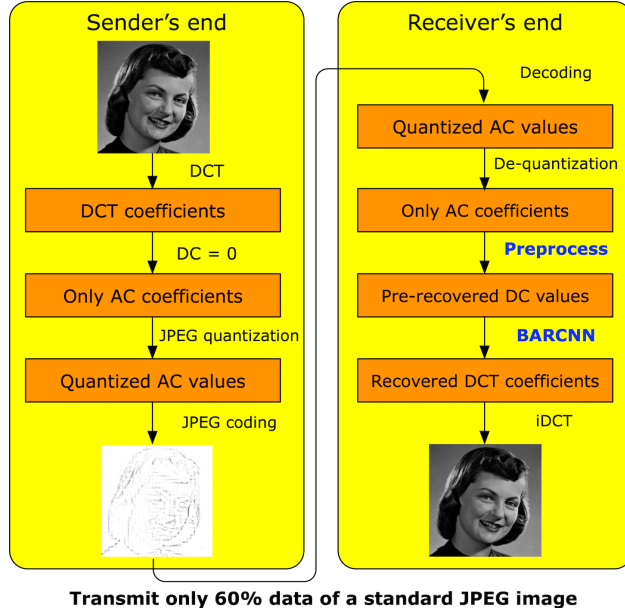 Sender's end
DCT
DCT coefficients
DC = 0
Only AC coefficients
JPEG quantization
Quantized AC values
JPEG coding
Receiver's end
Decoding
Quantized AC values
De-quantization
Only AC coefficients
Preprocess
Pre-recovered DC values
BARCNN
Recovered DCT coefficients
iDCT
Transmit only 60% data of a standard JPEG image